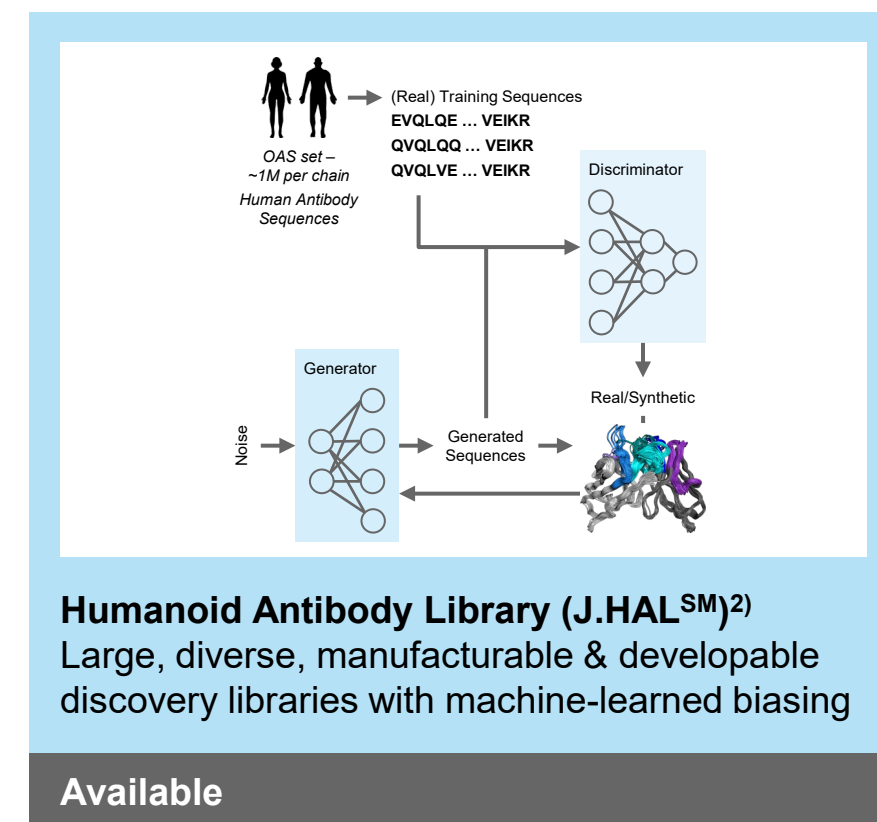 (Real) Training Sequences
EVQLQE … VEIKR
QVQLQQ … VEIKR
QVQLVE … VEIKR
OAS set –
~1M per chain
Human Antibody
Sequences
Discriminator
Generator
Real/Synthetic
Noise
Generated
Sequences
Humanoid Antibody Library (J.HALSM)2)
Large, diverse, manufacturable & developable
discovery libraries with machine-learned biasing
Available